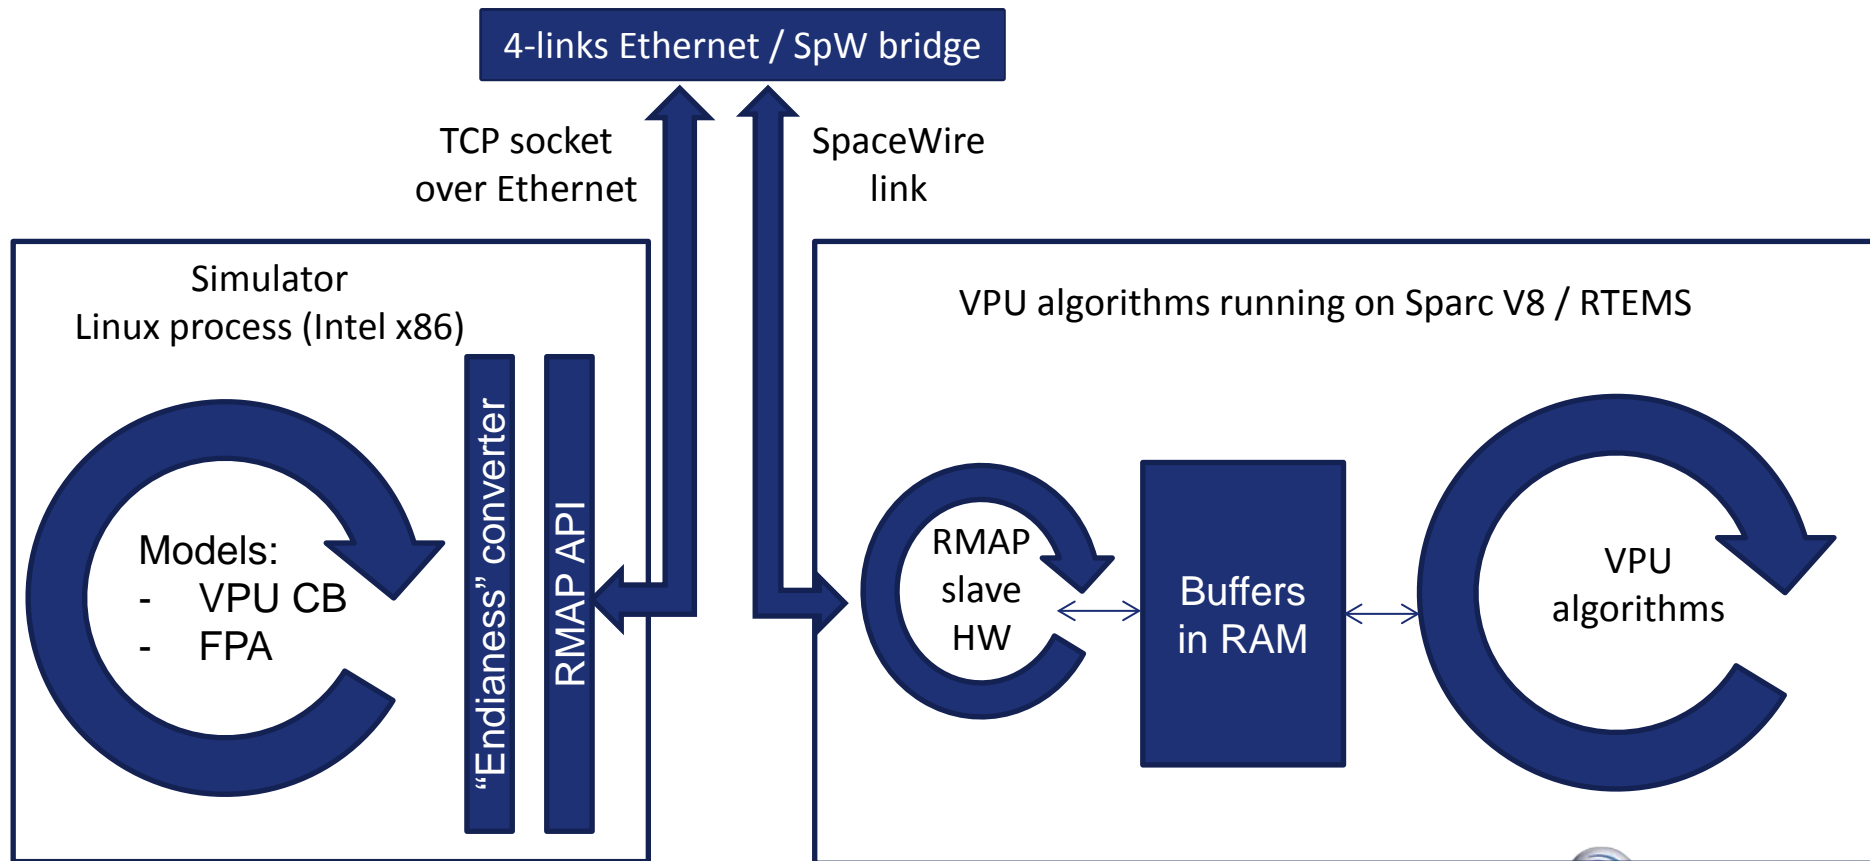 4-links Ethernet / SpW bridge
TCP socket
over Ethernet
SpaceWire
link
Simulator
Linux process (Intel x86)
Models:
- VPU CB
- FPA
“Endianess” converter
RMAP API
VPU algorithms running on Sparc V8 / RTEMS
RMAP
slave
HW
Buffers
in RAM
VPU
algorithms